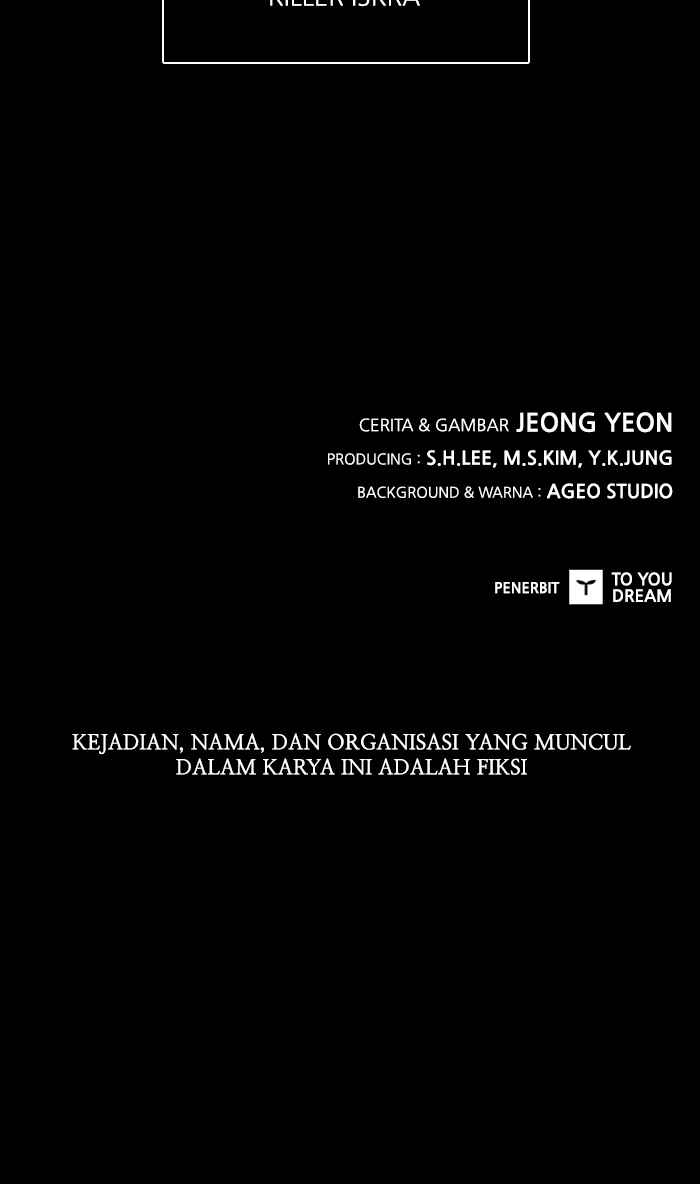 KILLER ISKRA
CERITA & GAMBAR JEONG YEON
PRODUCING : S.H.LEE, M.S.KIM, Y.K.JUNG
BACKGROUND & WARNA : AGEO STUDIO
PENERBIT TO YOU
DREAM
KEJADIAN, NAMA, DAN ORGANISASI YANG MUNCUL
DALAM KARYA INI ADALAH FIKSI